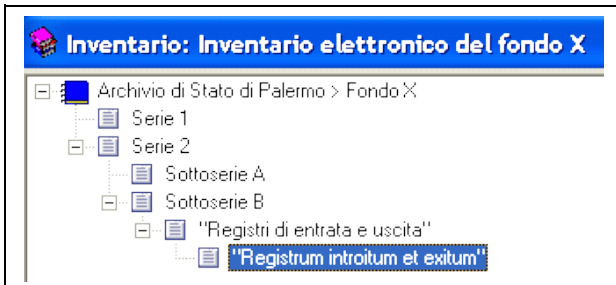 Inventario: Inventario elettronico del fondo X
Archivio di Stato di Palermo > Fondo X
Serie 1
Serie 2
Sottoserie A
Sottoserie B
"Registri di entrata e uscita"
"Registrum introitum et exitum"